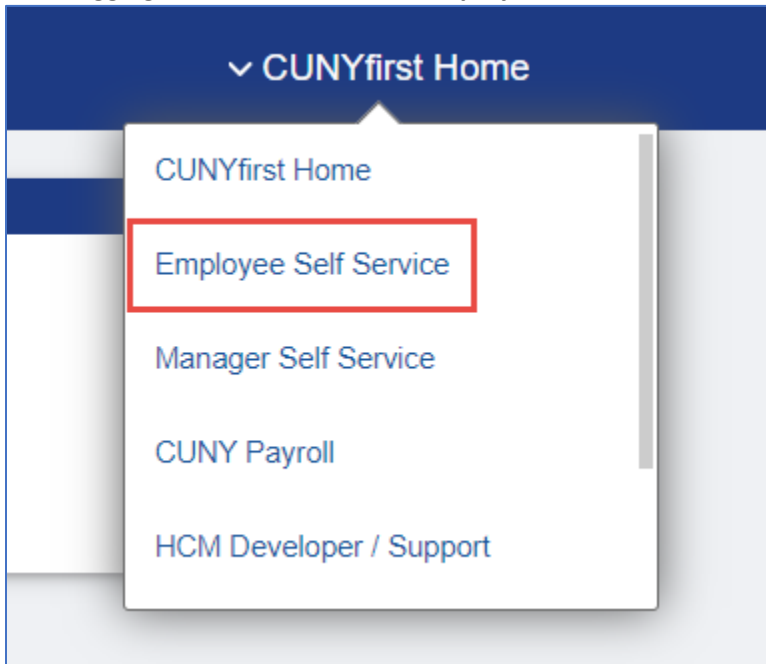 CUNYfirst Home
CUNYfirst Home
Employee Self Service
Manager Self Service
CUNY Payroll
HCM Developer / Support